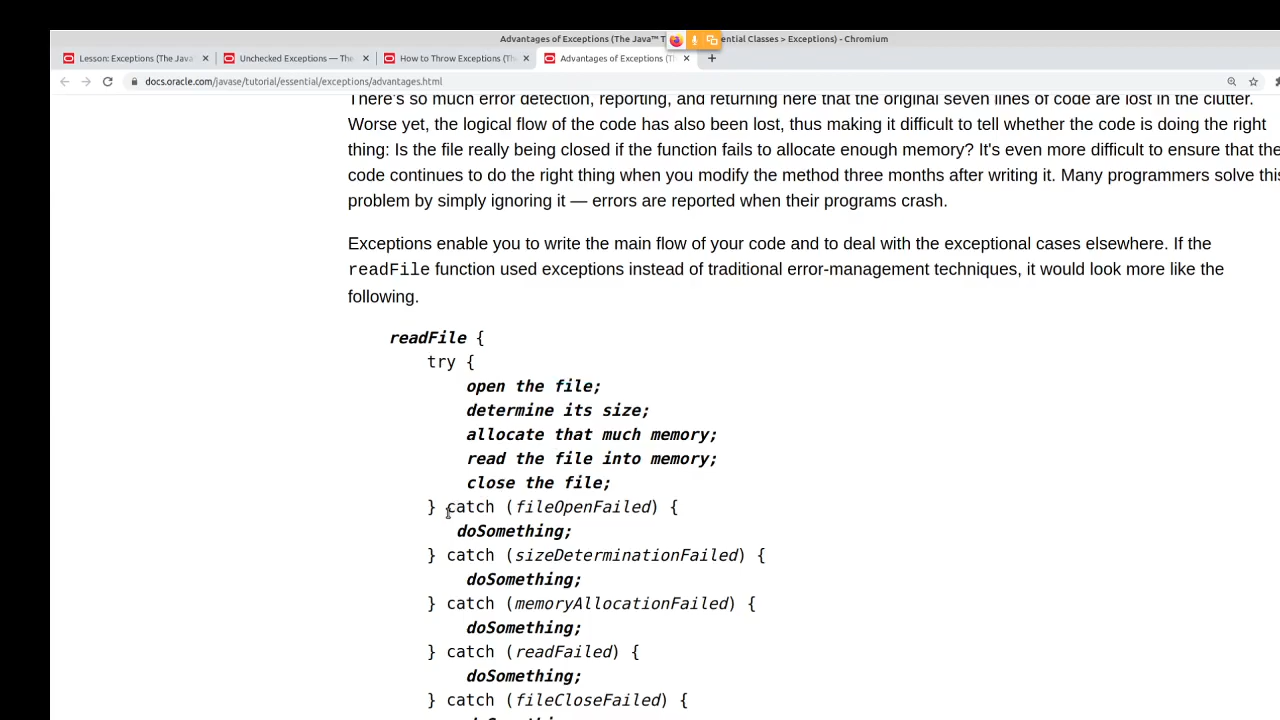 Advantages of Exceptions (The Java™ T ential Classes > Exceptions) - Chromium
Lesson: Exceptions (The Java
Unchecked Exceptions — The
How to Throw Exceptions (Th
Advantages of Exceptions (Th
docs.oracle.com/javase/tutorial/essential/exceptions/advantages.html
There's so much error detection, reporting, and returning here that the original seven lines of code are lost in the clutter.
Worse yet, the logical flow of the code has also been lost, thus making it difficult to tell whether the code is doing the right
thing: Is the file really being closed if the function fails to allocate enough memory? It's even more difficult to ensure that the
code continues to do the right thing when you modify the method three months after writing it. Many programmers solve this
problem by simply ignoring it — errors are reported when their programs crash.
Exceptions enable you to write the main flow of your code and to deal with the exceptional cases elsewhere. If the
readFile function used exceptions instead of traditional error-management techniques, it would look more like the
following.
readFile {
try {
open the file;
determine its size;
allocate that much memory;
read the file into memory;
close the file;
} catch (fileOpenFailed) {
doSomething;
} catch (sizeDeterminationFailed) {
doSomething;
} catch (memoryAllocationFailed) {
doSomething;
} catch (readFailed) {
doSomething;
} catch (fileCloseFailed) {